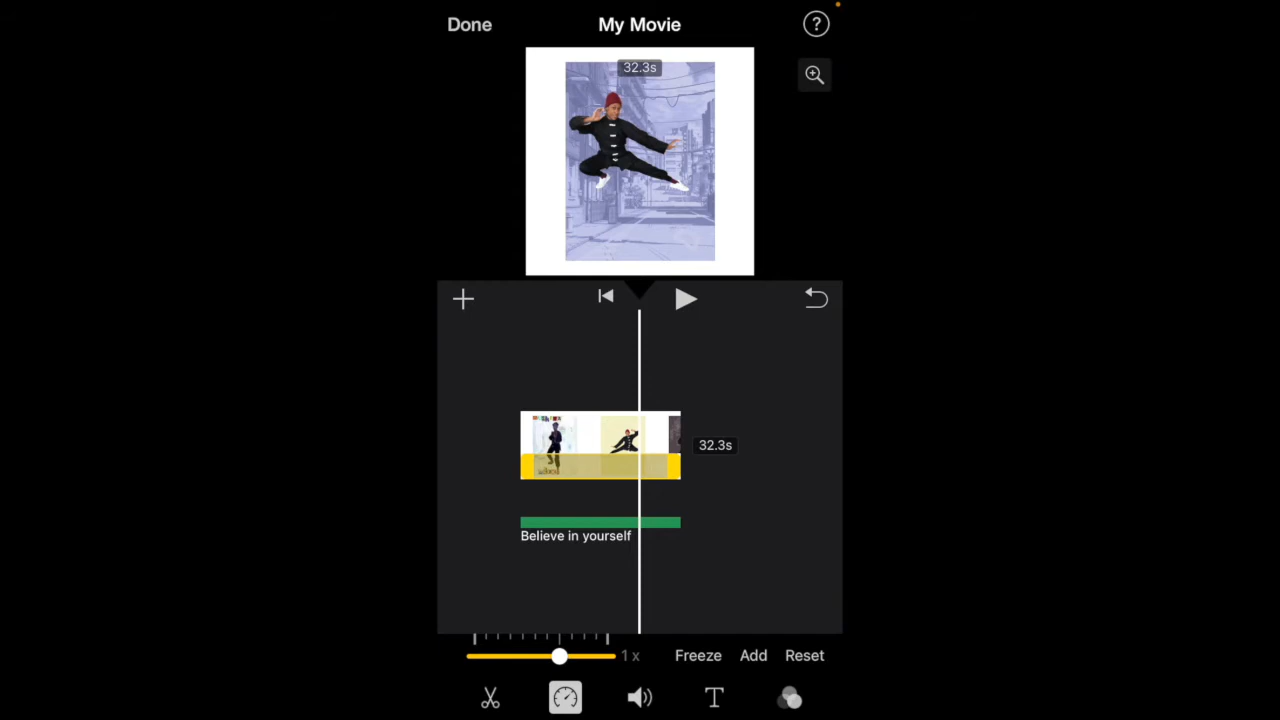 Done
My Movie
?
32.3s
32.3s
Believe in yourself
1 x
Freeze
Add
Reset
T